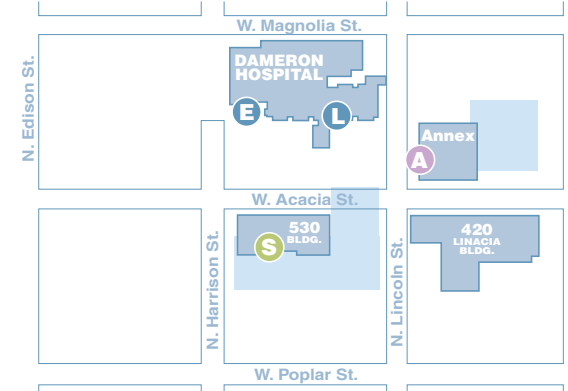 W. Magnolia St.
N. Edison St.
DAMERON
HOSPITAL
E
L
Annex
A
W. Acacia St.
530
BLDG.
S
420
LINACIA
BLDG.
N. Harrison St.
N. Lincoln St.
W. Poplar St.